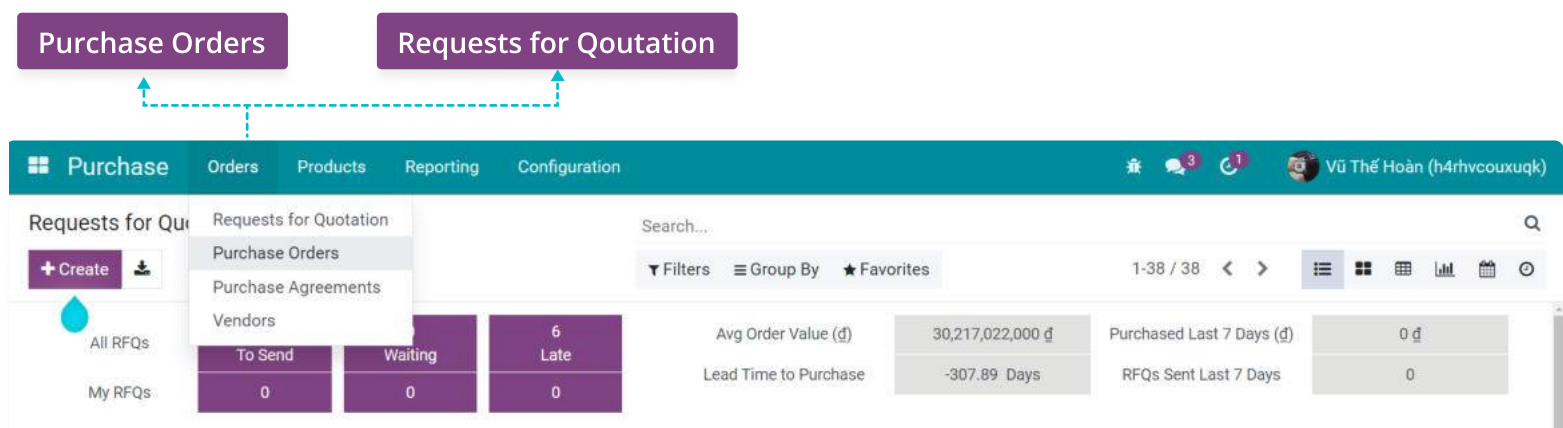 Purchase Orders
Requests for Qoutation
Purchase Orders Products Reporting Configuration 3 1 Vũ Thế Hoàn (h4rhvcouxuqk)
Requests for Quo
Requests for Quotation
Search...
Purchase Orders
Create
Filters Group By Favorites 1-38 / 38
Purchase Agreements
Vendors
All RFQs To Send Waiting 6 Late
Avg Order Value (₫) 30,217,022,000 ₫ Purchased Last 7 Days (₫) 0 ₫
Lead Time to Purchase -307.89 Days RFQs Sent Last 7 Days 0
My RFQs 0 0 0